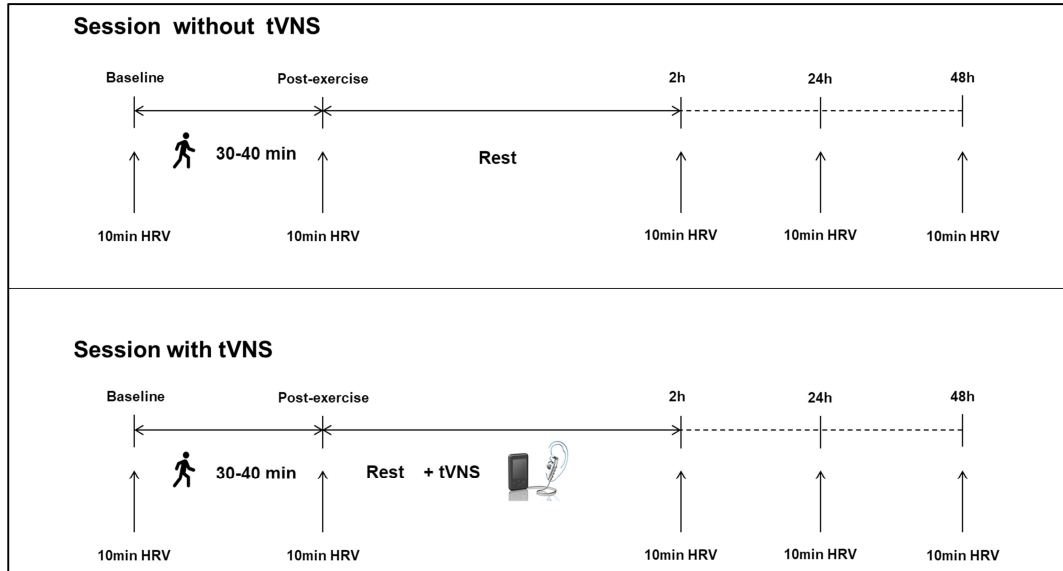 Session without tVNS
Baseline Post-exercise 2h 24h 48h
30-40 min Rest
10min HRV 10min HRV 10min HRV 10min HRV 10min HRV
Session with tVNS
Baseline Post-exercise 2h 24h 48h
30-40 min Rest + tVNS
10min HRV 10min HRV 10min HRV 10min HRV 10min HRV